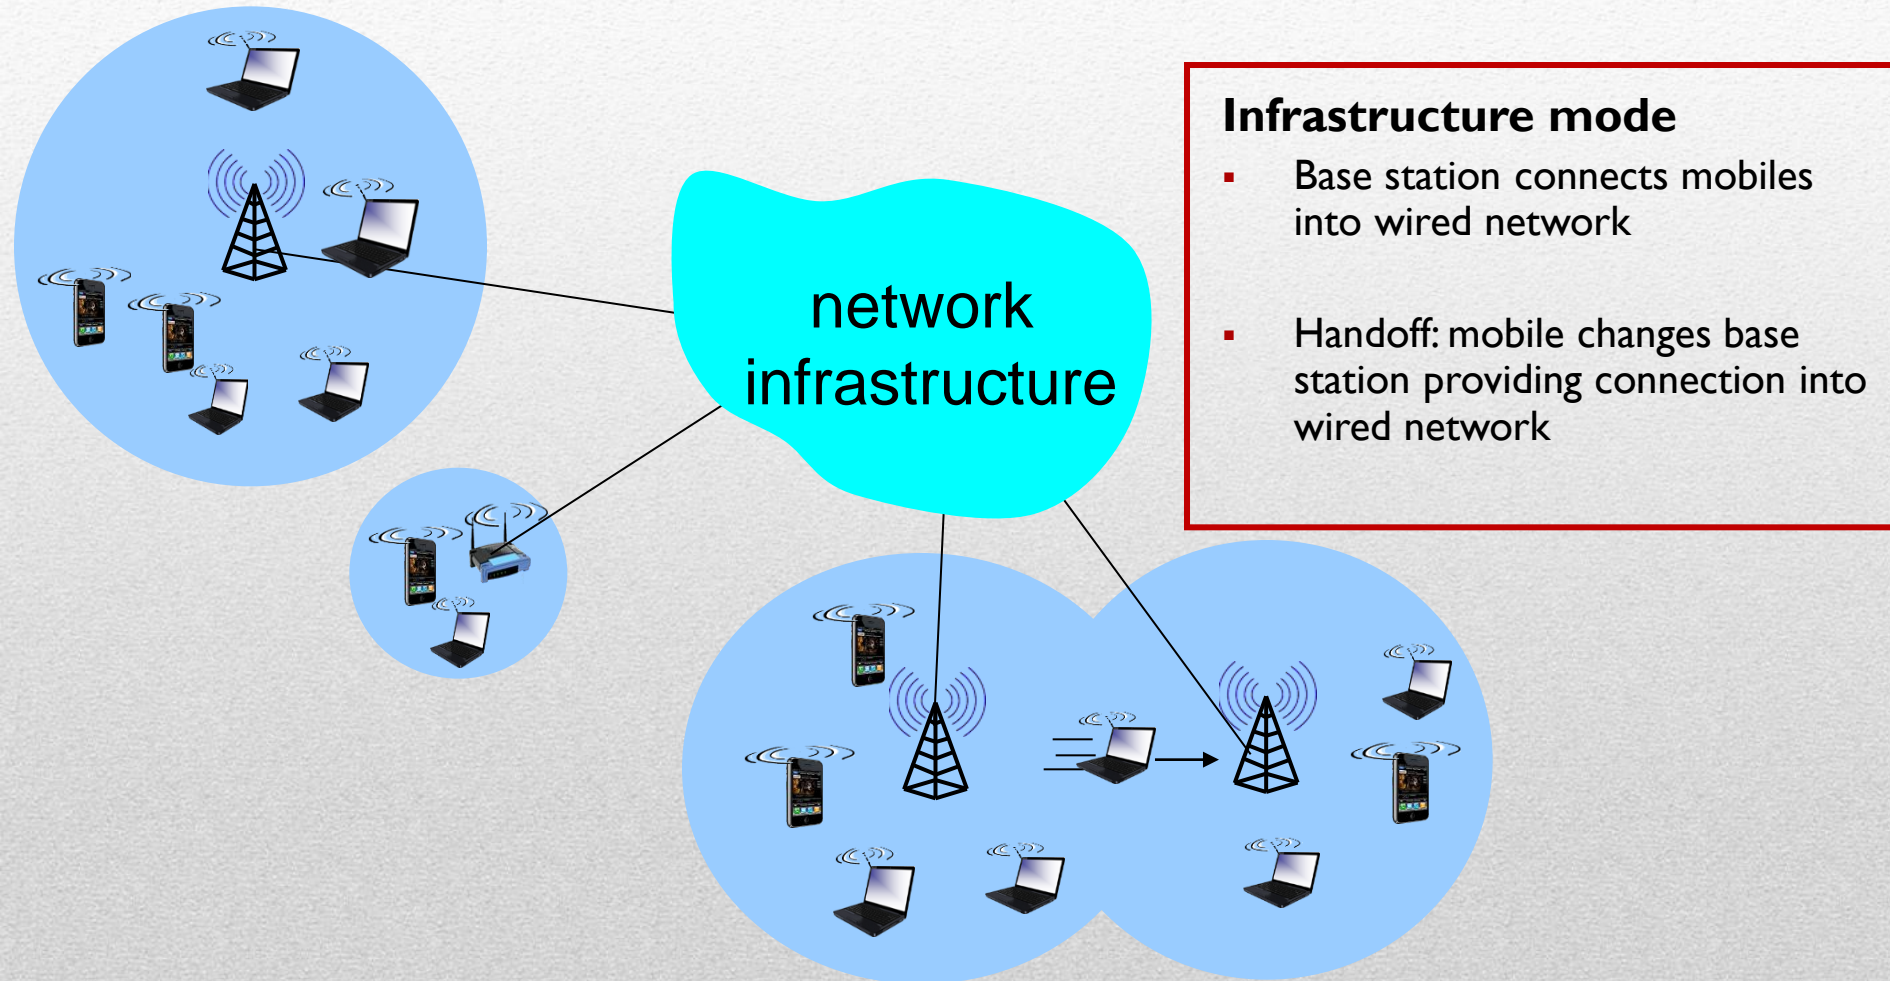 network
infrastructure
Infrastructure mode
▪ Base station connects mobiles
into wired network
▪ Handoff: mobile changes base
station providing connection into
wired network